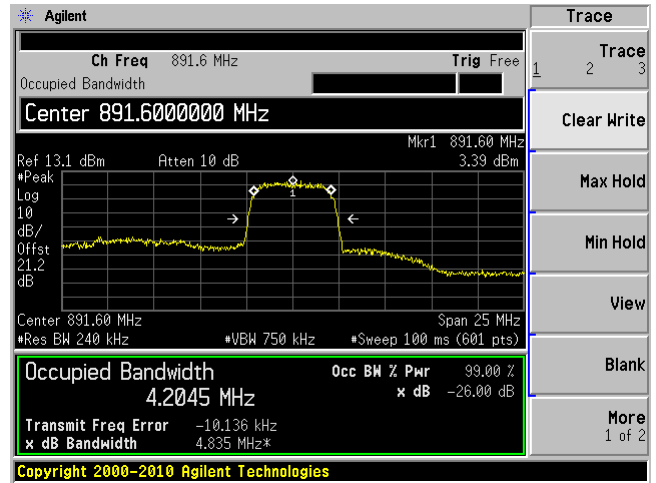 Agilent
Trace
Ch Freq 891.6 MHz Trig Free
Occupied Bandwidth
Trace
1 2 3
Center 891.6000000 MHz
Clear Write
Mkr1 891.60 MHz
Ref 13.1 dBm Atten 10 dB 3.39 dBm
#Peak
Log
10
dB/
Offst
21.2
dB
1
Max Hold
Min Hold
View
Center 891.60 MHz Span 25 MHz
#Res BW 240 kHz #VBW 750 kHz #Sweep 100 ms (601 pts)
Occupied Bandwidth Occ BW % Pwr 99.00 %
4.2045 MHz x dB -26.00 dB
Blank
Transmit Freq Error -10.136 kHz
x dB Bandwidth 4.835 MHz*
More
1 of 2
Copyright 2000-2010 Agilent Technologies